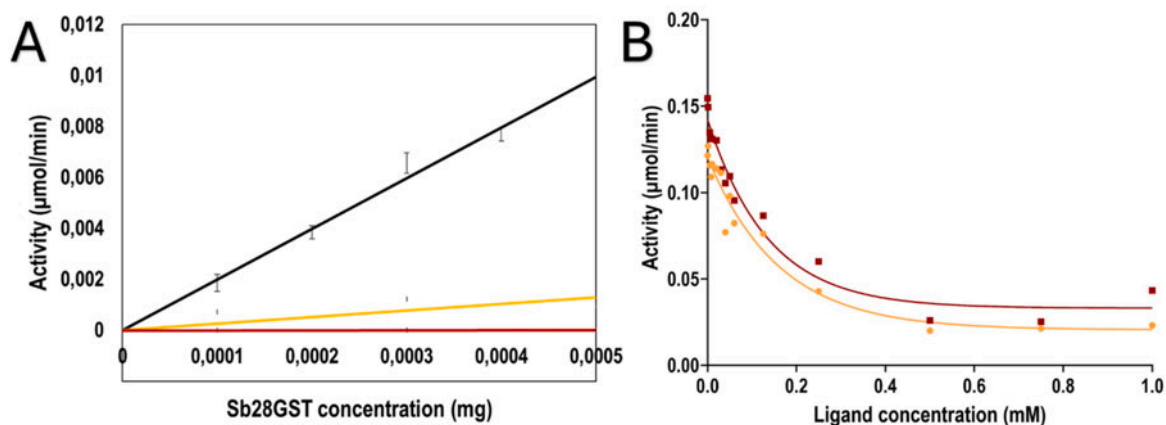 A
0,012
0,01
0,008
0,006
0,004
0,002
0
Activity (µmol/min)
0 0,0001 0,0002 0,0003 0,0004 0,0005
Sb28GST concentration (mg)
B
0.20
0.15
0.10
0.05
0.00
Activity (µmol/min)
0.0 0.2 0.4 0.6 0.8 1.0
Ligand concentration (mM)